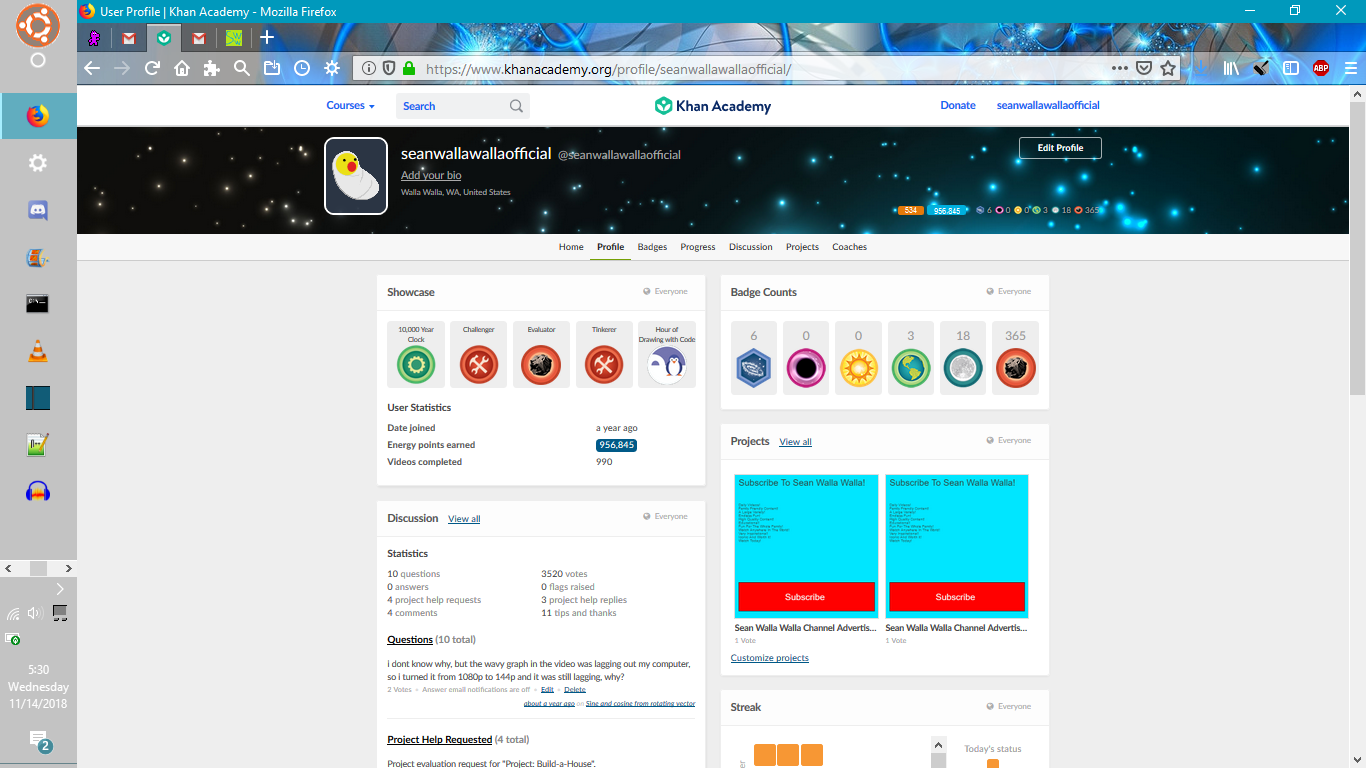 User Profile | Khan Academy - Mozilla Firefox
https://www.khanacademy.org/profile/seanwallawallaofficial/
ABP
Courses
Search
Khan Academy
Donate
seanwallawallaofficial
seanwallawallaofficial @seanwallawallaofficial
Edit Profile
Add your bio
Walla Walla, WA, United States
534 956,845 6 0 0 3 18 365
Home Profile Badges Progress Discussion Projects Coaches
Showcase
Everyone
10,000 Year Clock
Challenger
Evaluator
Tinkerer
Hour of Drawing with Code
User Statistics
Date joined a year ago
Energy points earned 956,845
Videos completed 990
Badge Counts
Everyone
6 0 0 3 18 365
Discussion View all
Everyone
Statistics
10 questions 3520 votes
0 answers 0 flags raised
4 project help requests 3 project help replies
4 comments 11 tips and thanks
Questions (10 total)
i dont know why, but the wavy graph in the video was lagging out my computer,
so i turned it from 1080p to 144p and it was still lagging, why?
2 Votes • Answer email notifications are off • Edit • Delete
about a year ago on Sine and cosine from rotating vector
Project Help Requested (4 total)
Project evaluation request for "Project: Build-a-House".
Projects View all
Everyone
Subscribe To Sean Walla Walla!
Subscribe
Sean Walla Walla Channel Advertis...
1 Vote
Subscribe To Sean Walla Walla!
Subscribe
Sean Walla Walla Channel Advertis...
1 Vote
Customize projects
Streak
Everyone
Today's status
5:30
Wednesday
11/14/2018
2